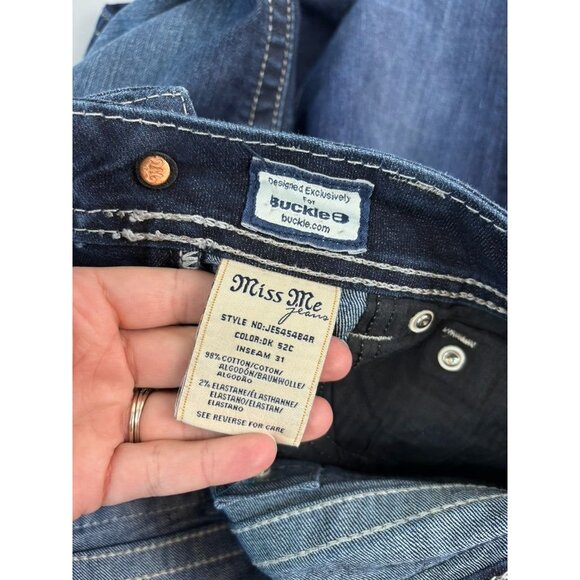 Designed Exclusively
FOR
BUCKLE B
buckle.com
Miss Me
jeans
STYLE NO:JE5454B4R
COLOR:DK 52C
INSEAM 31
98% COTTON/COTON/
ALGODÓN/BAUMWOLLE/
ALGODÃO
2% ELASTANE/ÉLASTHANNE/
ELASTANO/ELASTAN/
ELASTANO
SEE REVERSE FOR CARE